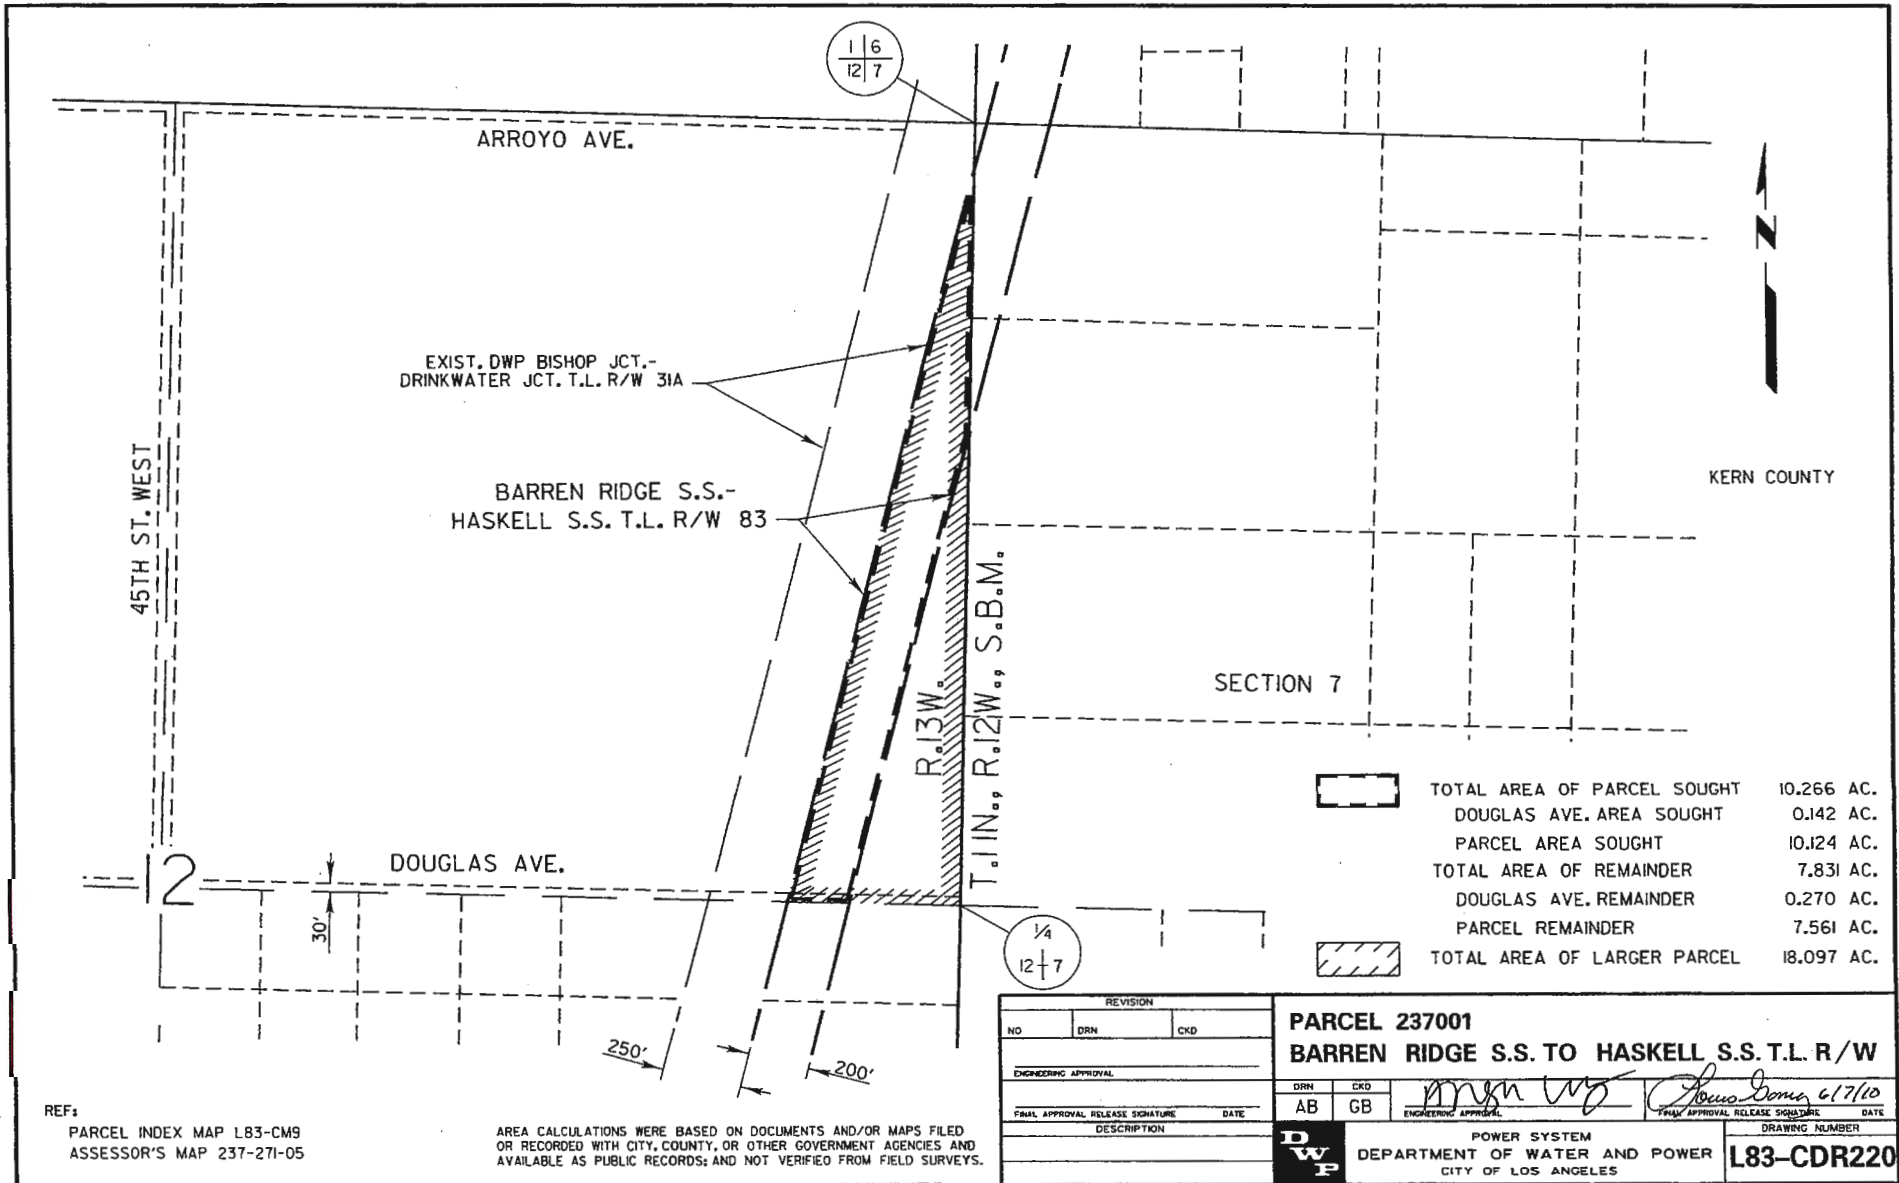 1 6
12 7
ARROYO AVE.
N
EXIST. DWP BISHOP JCT.-
DRINKWATER JCT. T.L. R/W 31A
45TH ST. WEST
BARREN RIDGE S.S.-
HASKELL S.S. T.L. R/W 83
KERN COUNTY
R.13W.
T.11N., R.12W., S.B.M.
SECTION 7
12
DOUGLAS AVE.
30'
1/4
12 7
250'
200'
TOTAL AREA OF PARCEL SOUGHT 10.266 AC.
DOUGLAS AVE. AREA SOUGHT 0.142 AC.
PARCEL AREA SOUGHT 10.124 AC.
TOTAL AREA OF REMAINDER 7.831 AC.
DOUGLAS AVE. REMAINDER 0.270 AC.
PARCEL REMAINDER 7.561 AC.
TOTAL AREA OF LARGER PARCEL 18.097 AC.
REF:
PARCEL INDEX MAP L83-CM9
ASSESSOR'S MAP 237-271-05
AREA CALCULATIONS WERE BASED ON DOCUMENTS AND/OR MAPS FILED
OR RECORDED WITH CITY, COUNTY, OR OTHER GOVERNMENT AGENCIES AND
AVAILABLE AS PUBLIC RECORDS; AND NOT VERIFIED FROM FIELD SURVEYS.
REVISION
NO DRN CKD
ENGINEERING APPROVAL
FINAL APPROVAL RELEASE SIGNATURE DATE
DESCRIPTION
PARCEL 237001
BARREN RIDGE S.S. TO HASKELL S.S. T.L. R/W
DRN CKD
AB GB
ENGINEERING APPROVAL
6/7/10
FINAL APPROVAL RELEASE SIGNATURE DATE
DWP
POWER SYSTEM
DEPARTMENT OF WATER AND POWER
CITY OF LOS ANGELES
DRAWING NUMBER
L83-CDR220